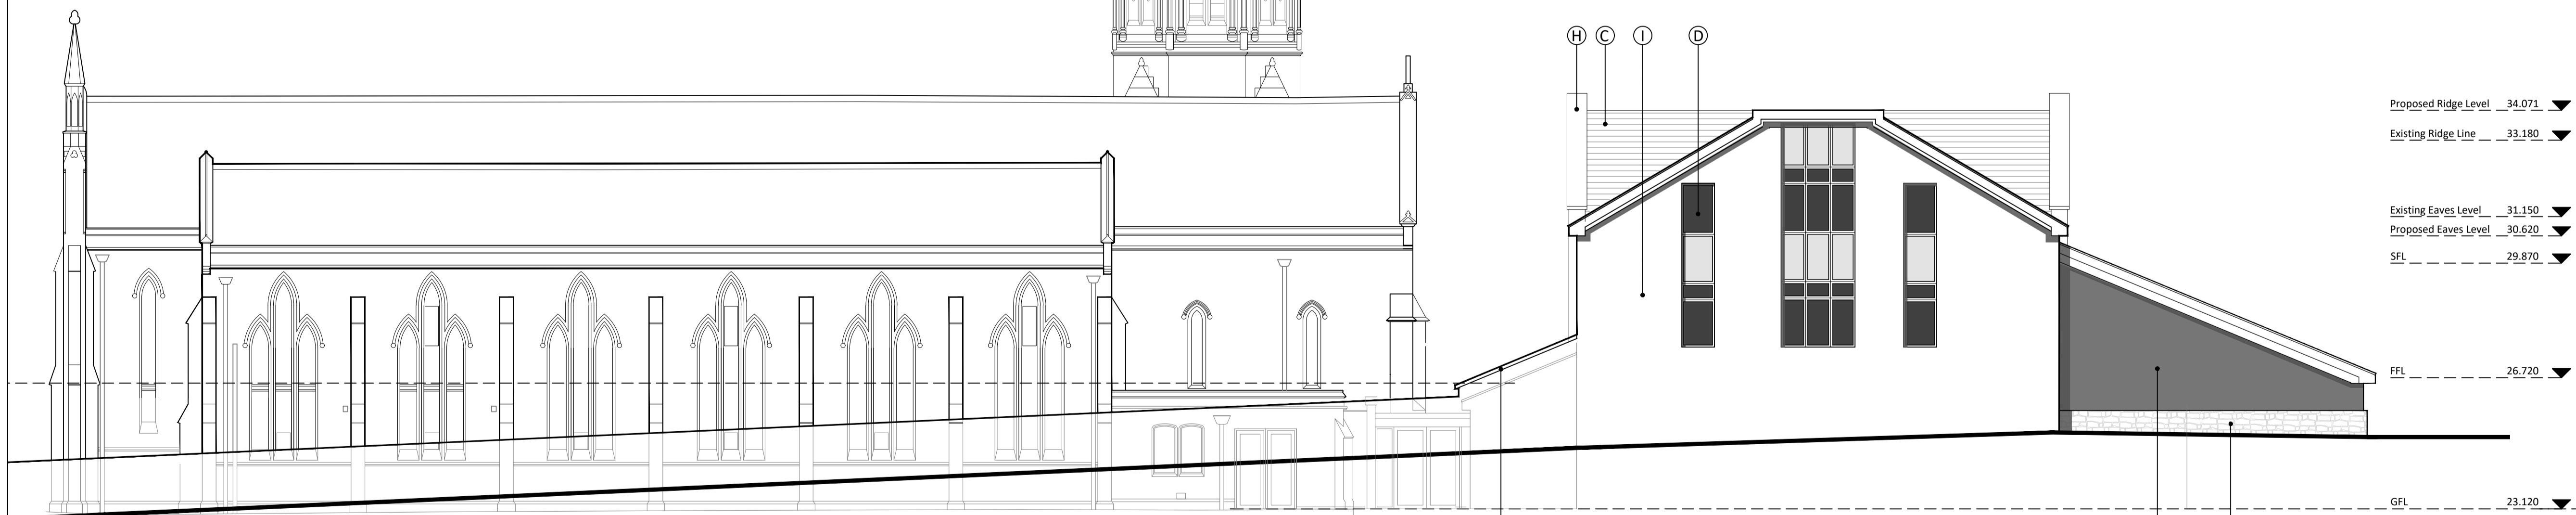 H C I D
Proposed Ridge Level 34.071
Existing Ridge Line 33.180
Existing Eaves Level 31.150
Proposed Eaves Level 30.620
SFL 29.870
FFL 26.720
GFL 23.120